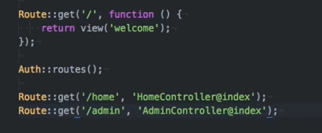 Route::get('/', function () {
return view('welcome');
});
Auth::routes();
Route::get('/home', 'HomeController@index');
Route::get('/admin', 'AdminController@index');